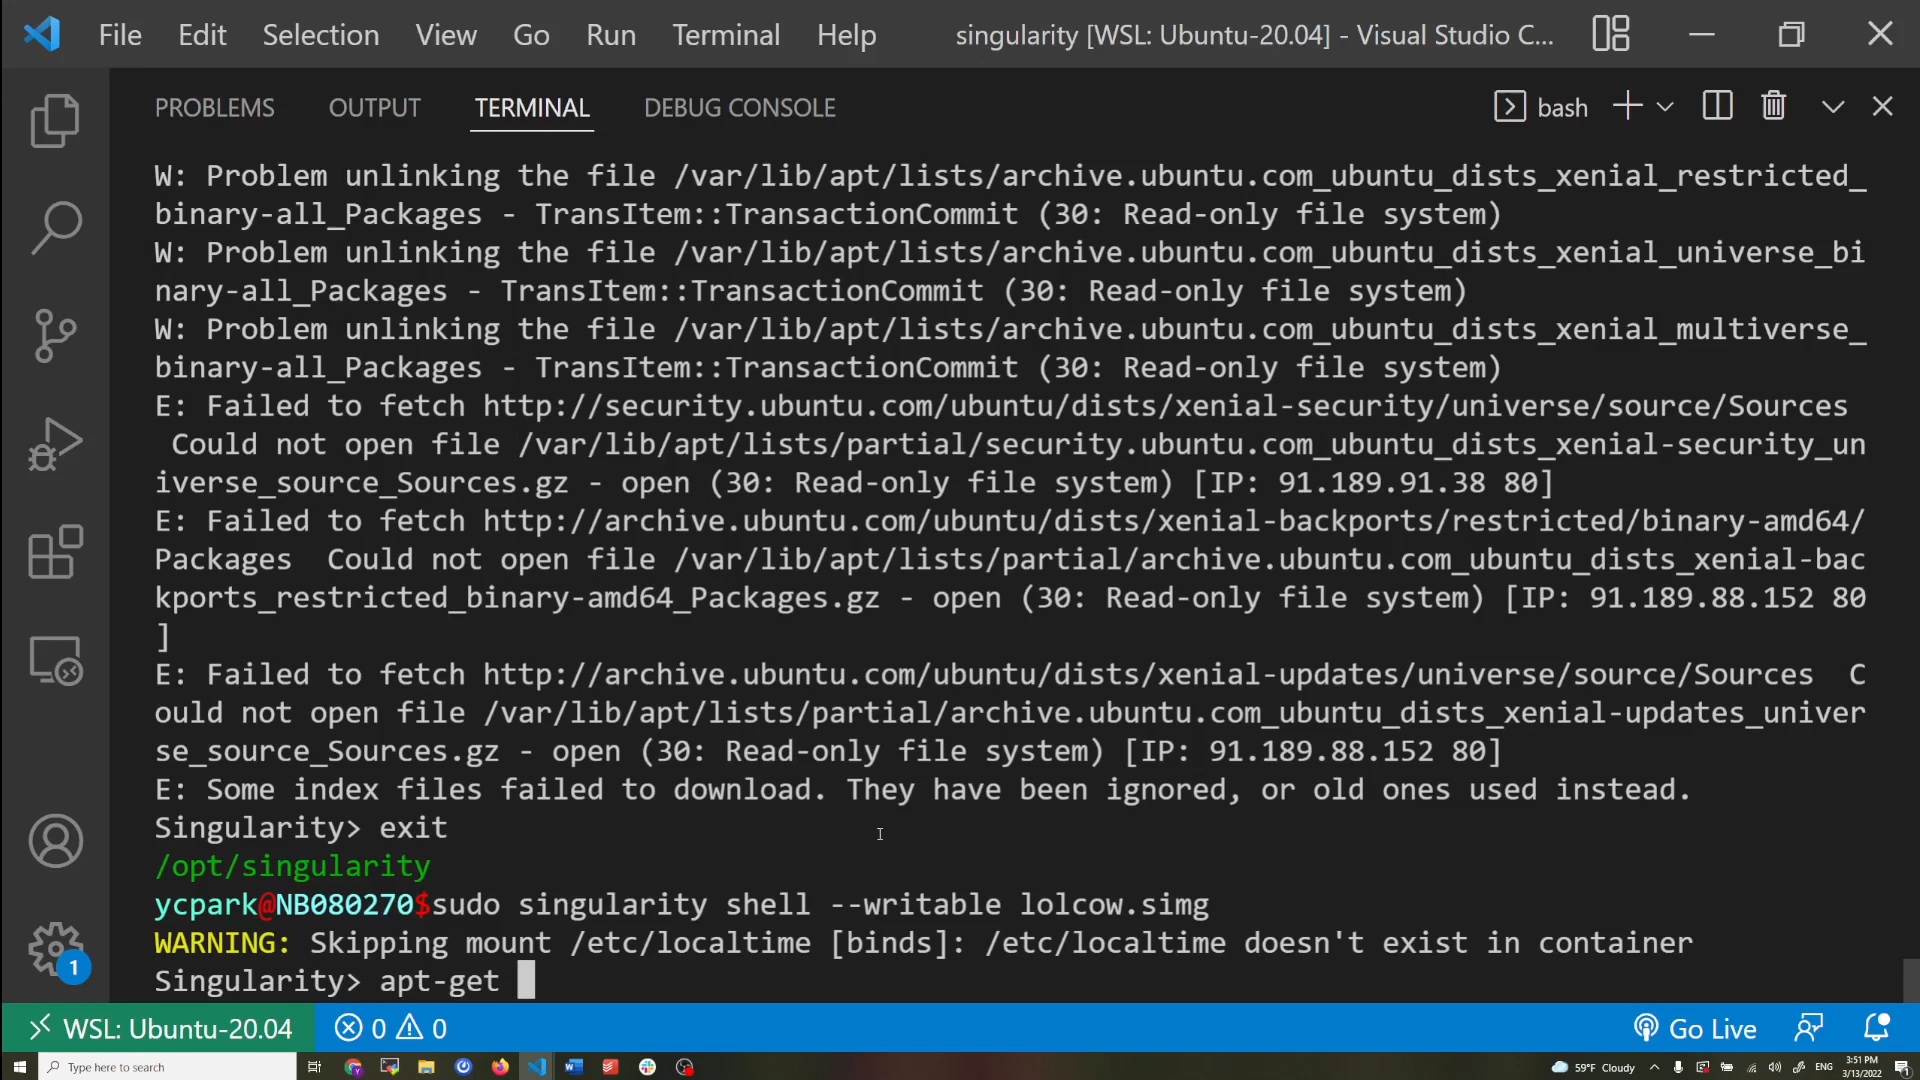 File Edit Selection View Go Run Terminal Help singularity [WSL: Ubuntu-20.04] - Visual Studio C...
PROBLEMS OUTPUT TERMINAL DEBUG CONSOLE bash
W: Problem unlinking the file /var/lib/apt/lists/archive.ubuntu.com_ubuntu_dists_xenial_restricted_
binary-all_Packages - TransItem::TransactionCommit (30: Read-only file system)
W: Problem unlinking the file /var/lib/apt/lists/archive.ubuntu.com_ubuntu_dists_xenial_universe_bi
nary-all_Packages - TransItem::TransactionCommit (30: Read-only file system)
W: Problem unlinking the file /var/lib/apt/lists/archive.ubuntu.com_ubuntu_dists_xenial_multiverse_
binary-all_Packages - TransItem::TransactionCommit (30: Read-only file system)
E: Failed to fetch http://security.ubuntu.com/ubuntu/dists/xenial-security/universe/source/Sources
Could not open file /var/lib/apt/lists/partial/security.ubuntu.com_ubuntu_dists_xenial-security_un
iverse_source_Sources.gz - open (30: Read-only file system) [IP: 91.189.91.38 80]
E: Failed to fetch http://archive.ubuntu.com/ubuntu/dists/xenial-backports/restricted/binary-amd64/
Packages  Could not open file /var/lib/apt/lists/partial/archive.ubuntu.com_ubuntu_dists_xenial-bac
kports_restricted_binary-amd64_Packages.gz - open (30: Read-only file system) [IP: 91.189.88.152 80
]
E: Failed to fetch http://archive.ubuntu.com/ubuntu/dists/xenial-updates/universe/source/Sources  C
ould not open file /var/lib/apt/lists/partial/archive.ubuntu.com_ubuntu_dists_xenial-updates_univer
se_source_Sources.gz - open (30: Read-only file system) [IP: 91.189.88.152 80]
E: Some index files failed to download. They have been ignored, or old ones used instead.
Singularity> exit
/opt/singularity
ycpark@NB080270$sudo singularity shell --writable lolcow.simg
WARNING: Skipping mount /etc/localtime [binds]: /etc/localtime doesn't exist in container
Singularity> apt-get
1
WSL: Ubuntu-20.04 0 0 Go Live
Type here to search 59°F Cloudy ENG 3:51 PM
3/13/2022 1